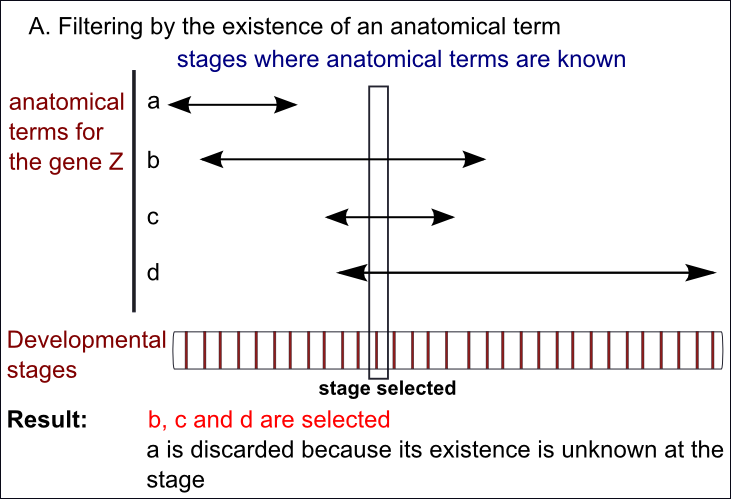 A. Filtering by the existence of an anatomical term
stages where anatomical terms are known
anatomical
terms for
the gene Z
a
b
c
d
Developmental
stages
stage selected
Result:
b, c and d are selected
a is discarded because its existence is unknown at the
stage